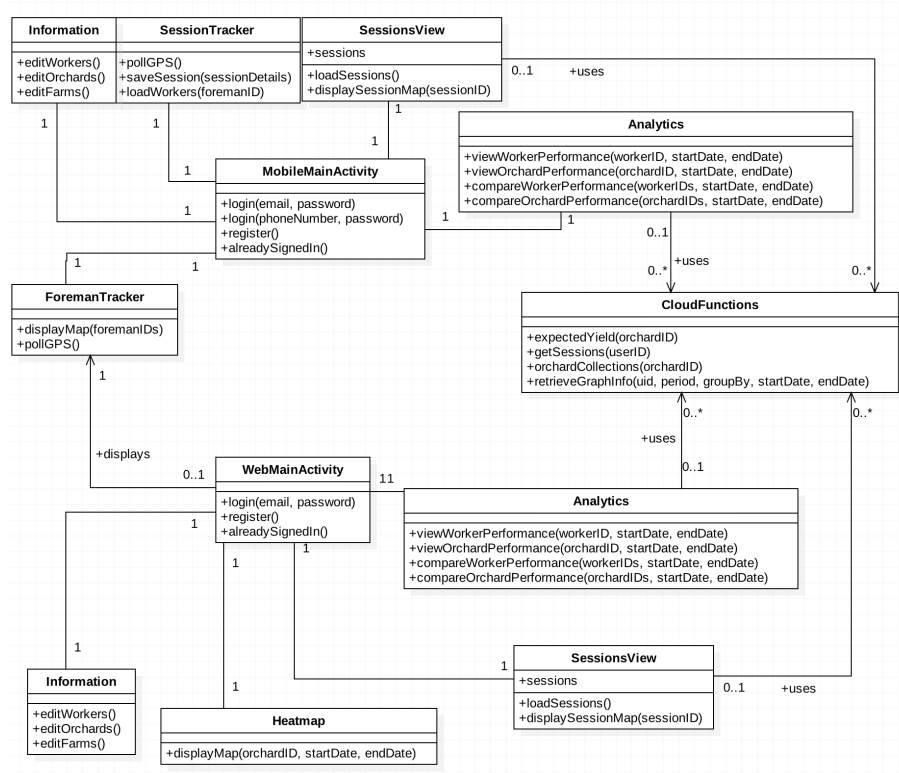 Information
+editWorkers()
+editOrchards()
+editFarms()
SessionTracker
+pollGPS()
+saveSession(sessionDetails)
+loadWorkers(foremanID)
SessionsView
+sessions
+loadSessions()
+displaySessionMap(sessionID)
0..1
+uses
1
1
1
1
Analytics
+viewWorkerPerformance(workerID, startDate, endDate)
+viewOrchardPerformance(orchardID, startDate, endDate)
+compareWorkerPerformance(workerIDs, startDate, endDate)
+compareOrchardPerformance(orchardIDs, startDate, endDate)
MobileMainActivity
+login(email, password)
+login(phoneNumber, password)
+register()
+alreadySignedIn()
1
1
1
1
0..1
+uses
0..*
0..*
1
1
ForemanTracker
+displayMap(foremanIDs)
+pollGPS()
CloudFunctions
+expectedYield(orchardID)
+getSessions(userID)
+orchardCollections(orchardID)
+retrieveGraphInfo(uid, period, groupBy, startDate, endDate)
1
+displays
0..1
0..*
0..*
+uses
0..1
WebMainActivity
+login(email, password)
+register()
+alreadySignedIn()
11
Analytics
+viewWorkerPerformance(workerID, startDate, endDate)
+viewOrchardPerformance(orchardID, startDate, endDate)
+compareWorkerPerformance(workerIDs, startDate, endDate)
+compareOrchardPerformance(orchardIDs, startDate, endDate)
1
1
1
1
1
1
SessionsView
+sessions
+loadSessions()
+displaySessionMap(sessionID)
0..1
+uses
Information
+editWorkers()
+editOrchards()
+editFarms()
Heatmap
+displayMap(orchardID, startDate, endDate)